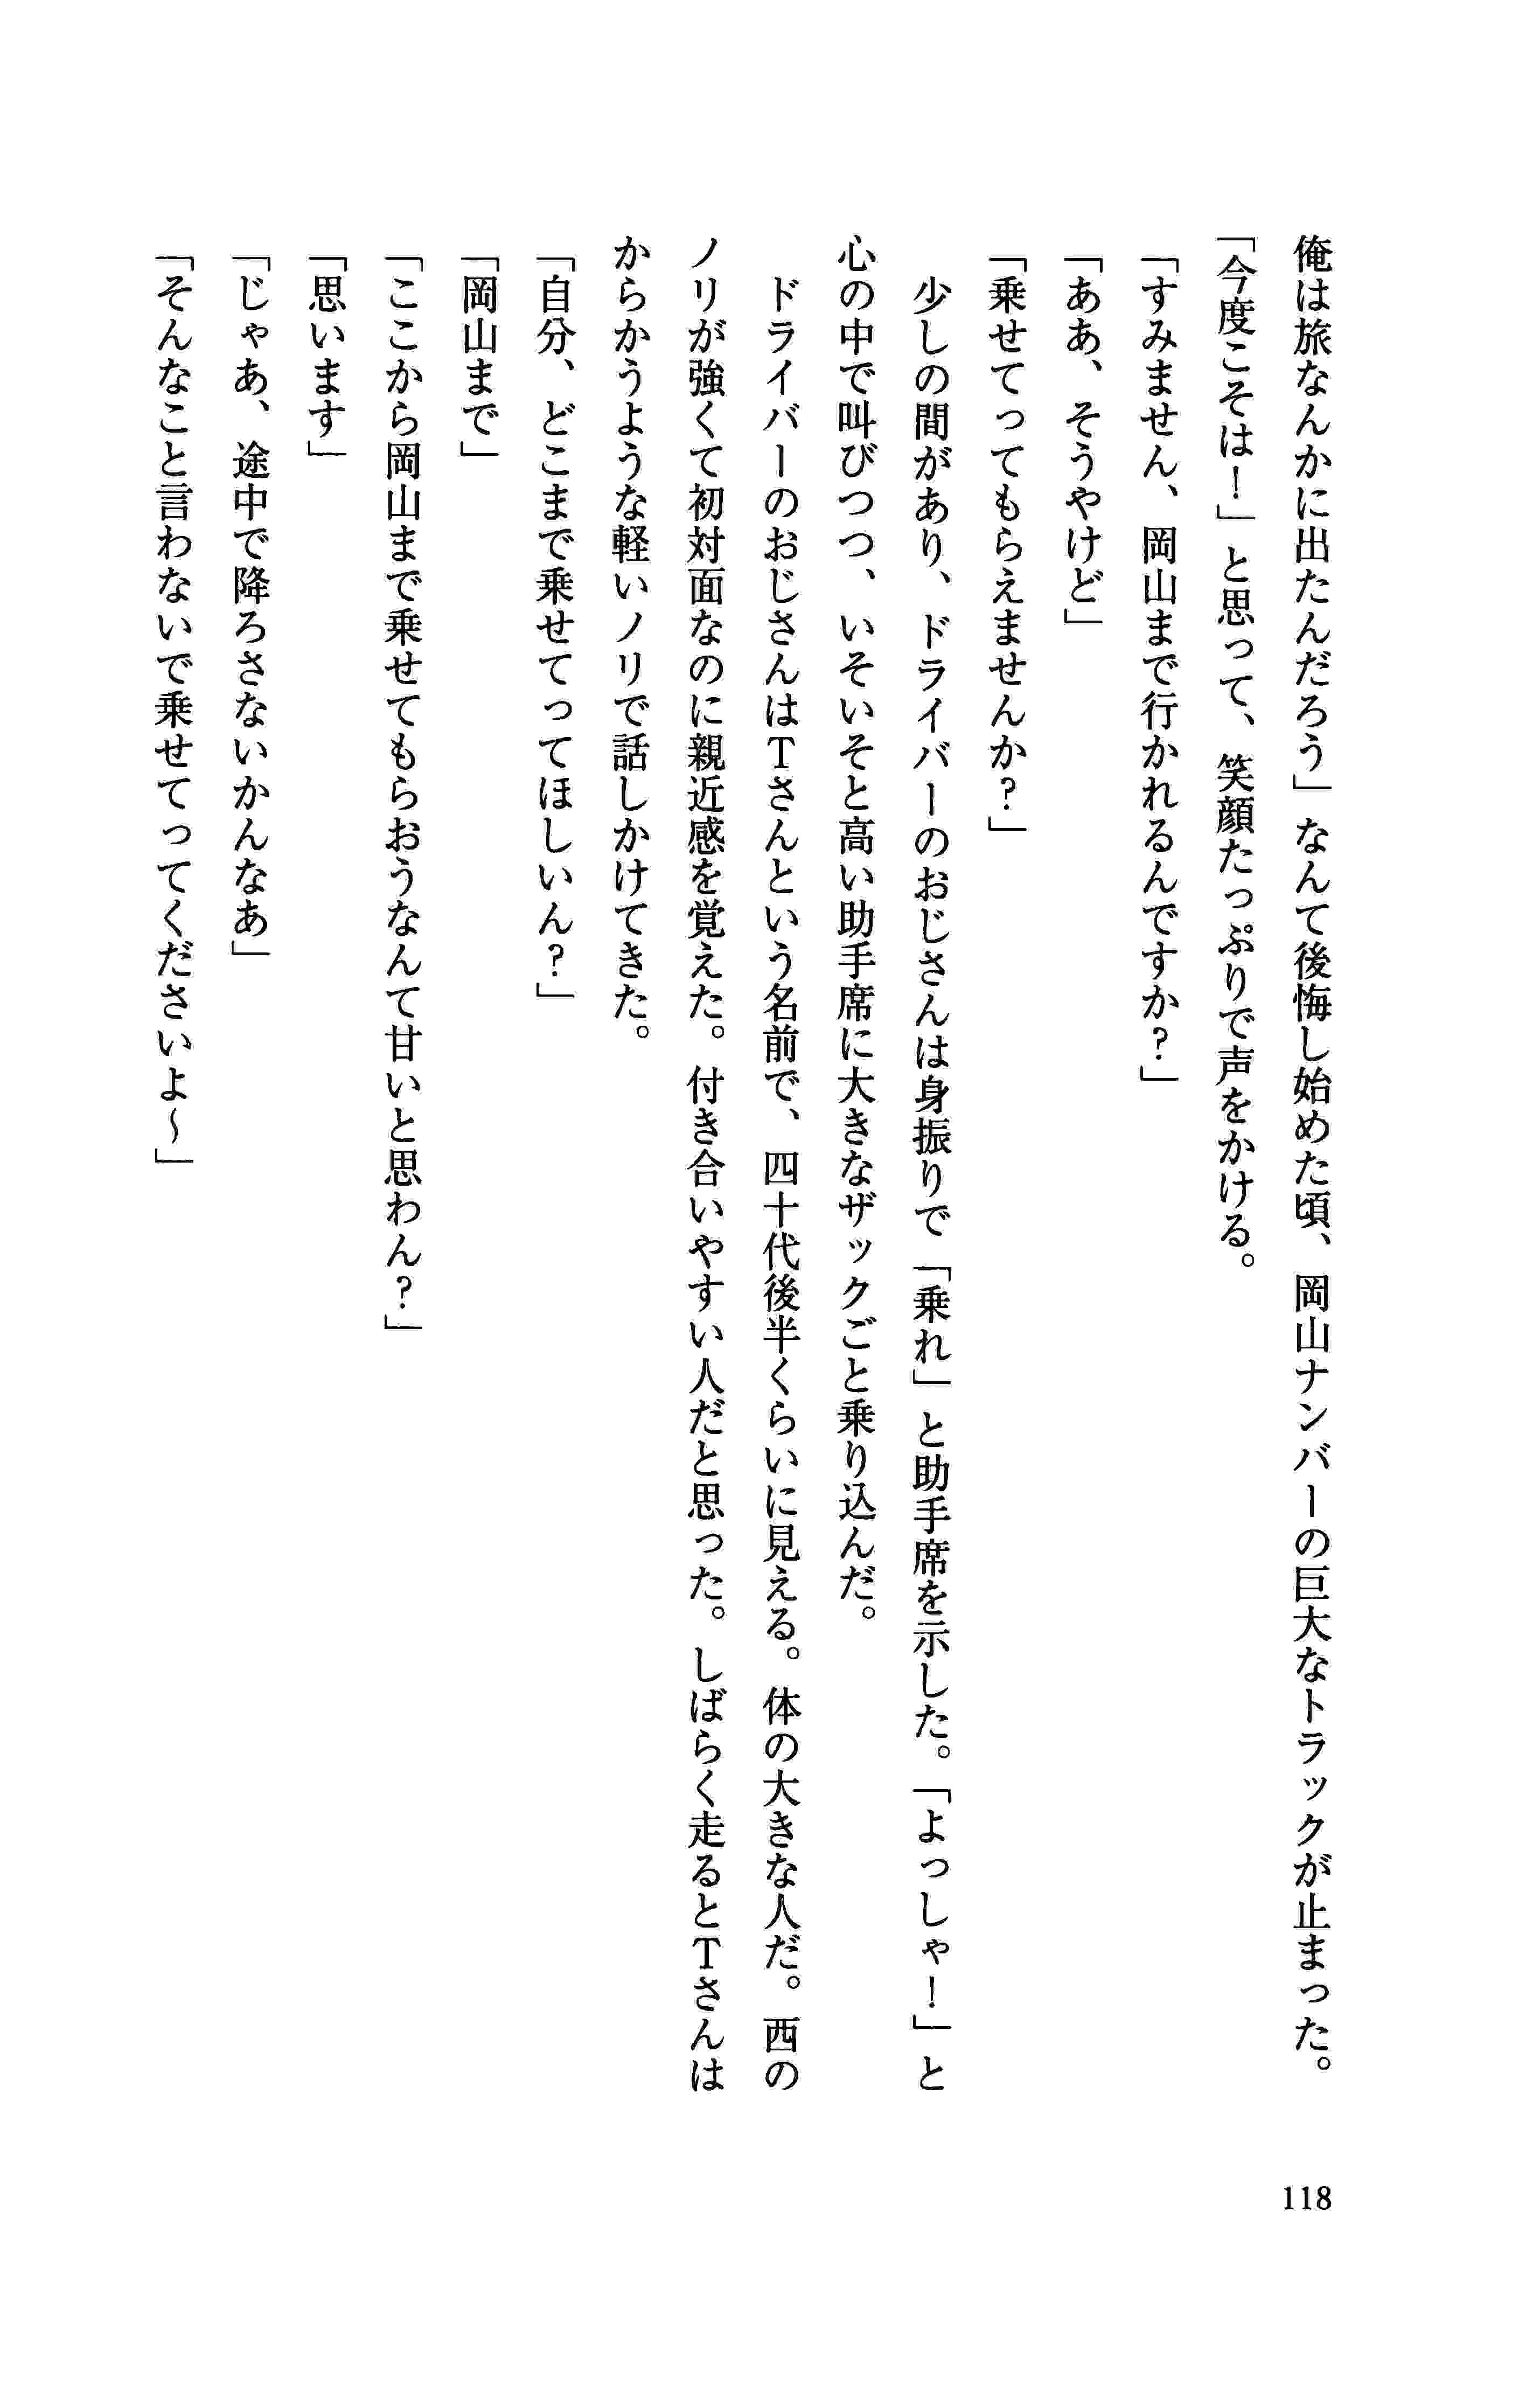 俺は旅なんかに出たんだろう」なんて後悔し始めた頃、岡山ナンバーの巨大なトラックが止まった。
「今度こそは！」と思って、笑顔たっぷりで声をかける。
「すみません、岡山まで行かれるんですか？」
「ああ、そうやけど」
「乗せてってもらえませんか？」
　少しの間があり、ドライバーのおじさんは身振りで「乗れ」と助手席を示した。「よっしゃ！」と
心の中で叫びつつ、いそいそと高い助手席に大きなザックごと乗り込んだ。
　ドライバーのおじさんはTさんという名前で、四十代後半くらいに見える。体の大きな人だ。西の
ノリが強くて初対面なのに親近感を覚えた。付き合いやすい人だと思った。しばらく走るとTさんは
からかうような軽いノリで話しかけてきた。
「自分、どこまで乗せてってほしいん？」
「岡山まで」
「ここから岡山まで乗せてもらおうなんて甘いと思わん？」
「思います」
「じゃあ、途中で降ろさないかんなあ」
「そんなこと言わないで乗せてってくださいよ〜」
118